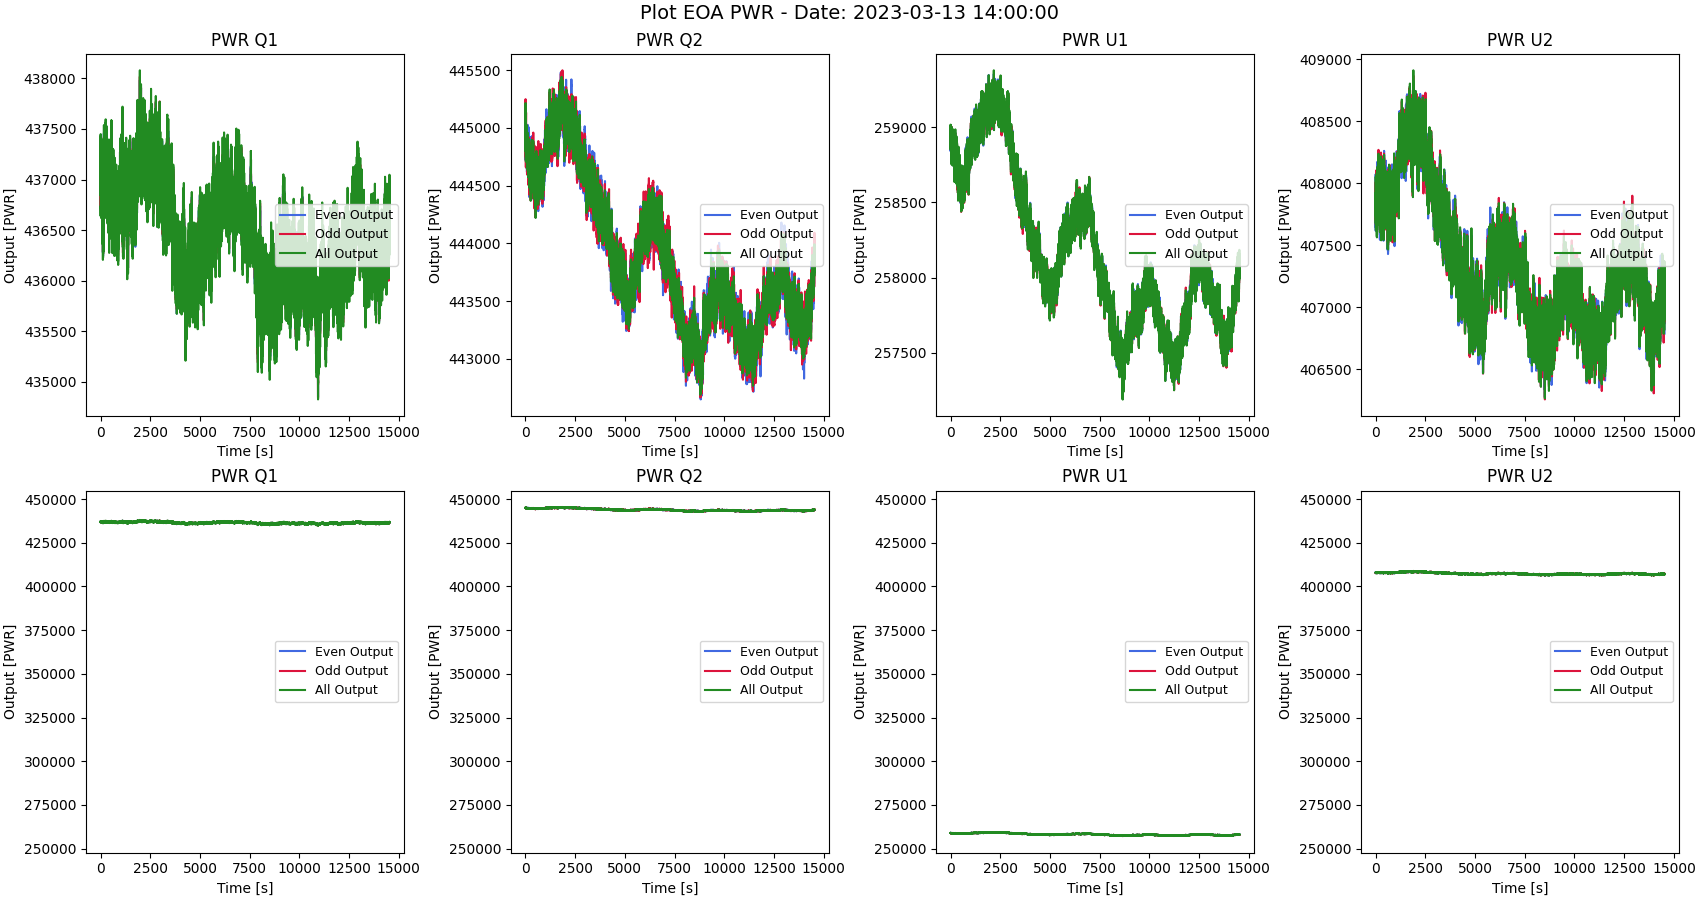 Plot EOA PWR - Date: 2023-03-13 14:00:00
PWR Q1
Output [PWR]
438000
437500
437000
436500
436000
435500
435000
0 2500 5000 7500 10000 12500 15000
Time [s]
Even Output
Odd Output
All Output
PWR Q2
Output [PWR]
445500
445000
444500
444000
443500
443000
0 2500 5000 7500 10000 12500 15000
Time [s]
Even Output
Odd Output
All Output
PWR U1
Output [PWR]
259000
258500
258000
257500
0 2500 5000 7500 10000 12500 15000
Time [s]
Even Output
Odd Output
All Output
PWR U2
Output [PWR]
409000
408500
408000
407500
407000
406500
0 2500 5000 7500 10000 12500 15000
Time [s]
Even Output
Odd Output
All Output
PWR Q1
Output [PWR]
450000
425000
400000
375000
350000
325000
300000
275000
250000
0 2500 5000 7500 10000 12500 15000
Time [s]
Even Output
Odd Output
All Output
PWR Q2
Output [PWR]
450000
425000
400000
375000
350000
325000
300000
275000
250000
0 2500 5000 7500 10000 12500 15000
Time [s]
Even Output
Odd Output
All Output
PWR U1
Output [PWR]
450000
425000
400000
375000
350000
325000
300000
275000
250000
0 2500 5000 7500 10000 12500 15000
Time [s]
Even Output
Odd Output
All Output
PWR U2
Output [PWR]
450000
425000
400000
375000
350000
325000
300000
275000
250000
0 2500 5000 7500 10000 12500 15000
Time [s]
Even Output
Odd Output
All Output